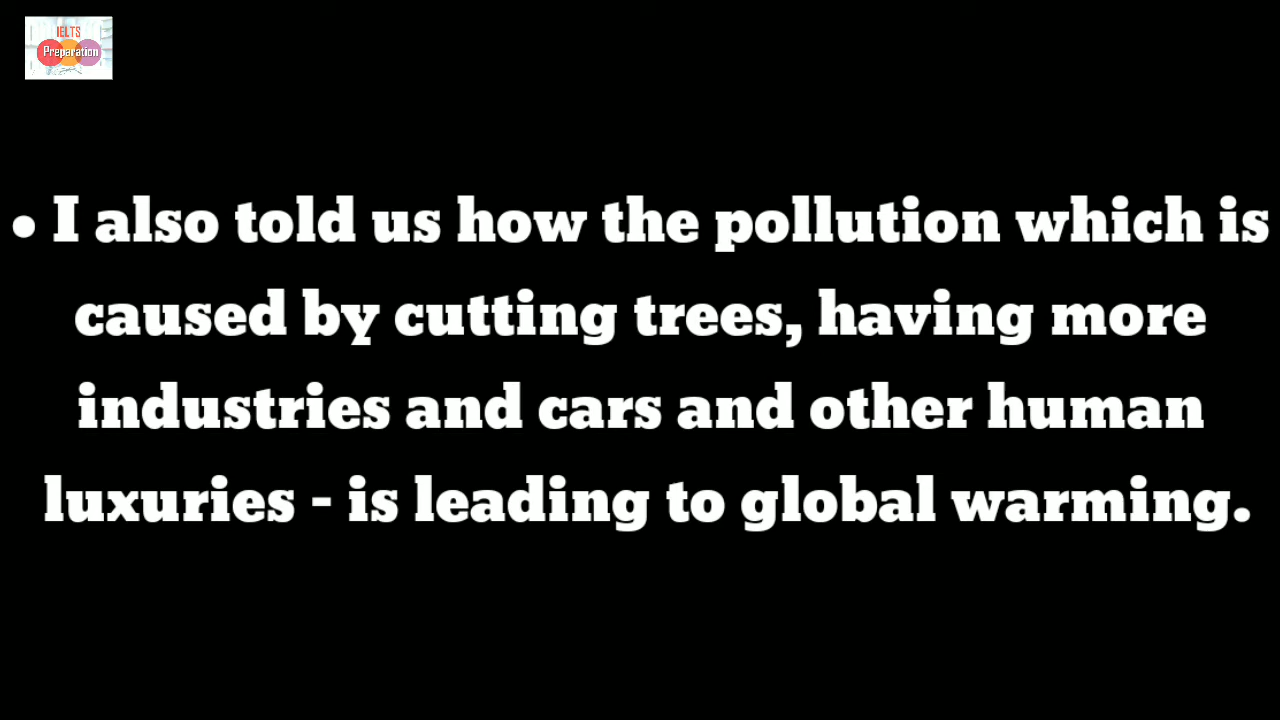 IELTS
Preparation
• I also told us how the pollution which is
caused by cutting trees, having more
industries and cars and other human
luxuries - is leading to global warming.